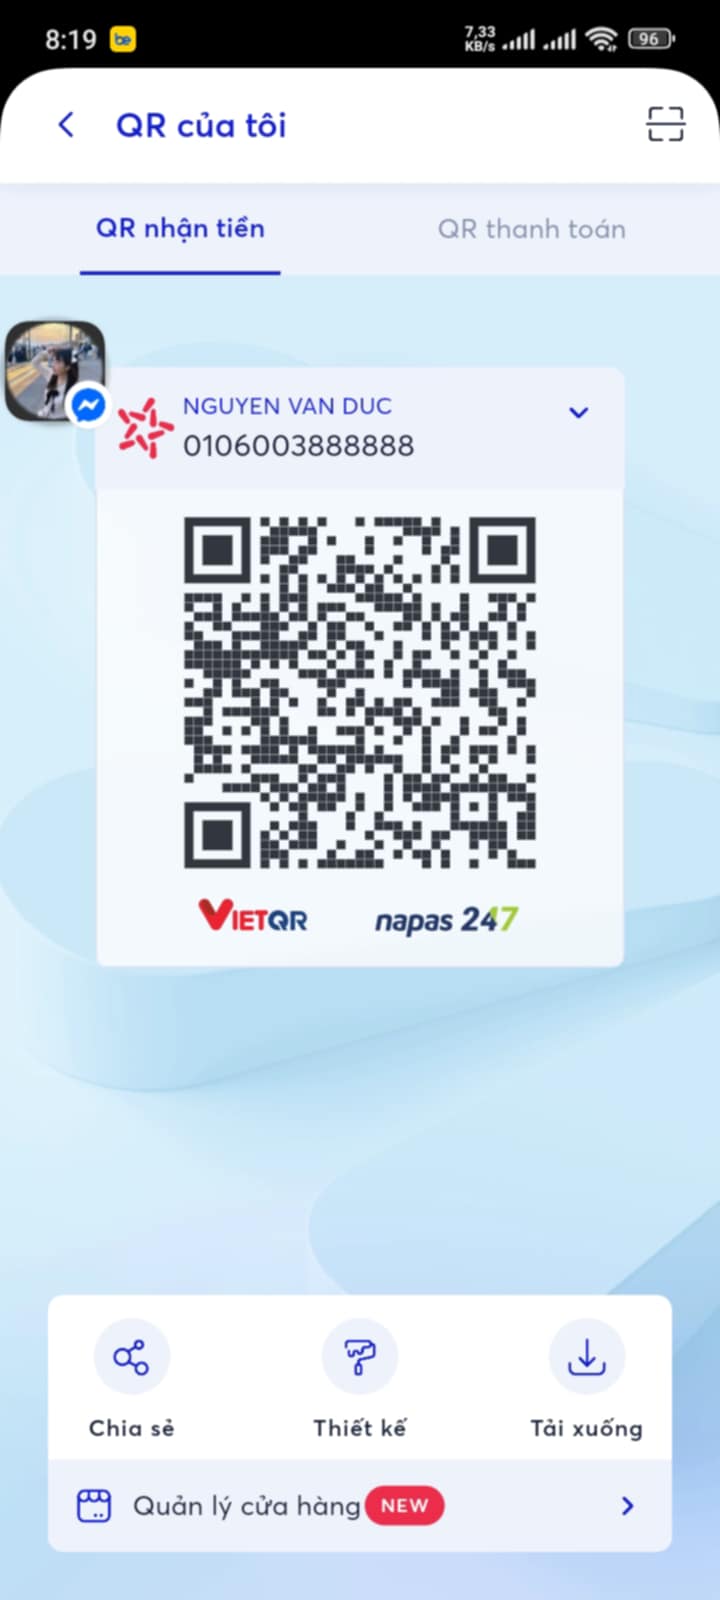 8:19
be
7,33
KB/s
96
QR của tôi
QR nhận tiền
QR thanh toán
NGUYEN VAN DUC
0106003888888
VIETQR
napas 247
Chia sẻ
Thiết kế
Tải xuống
Quản lý cửa hàng
NEW